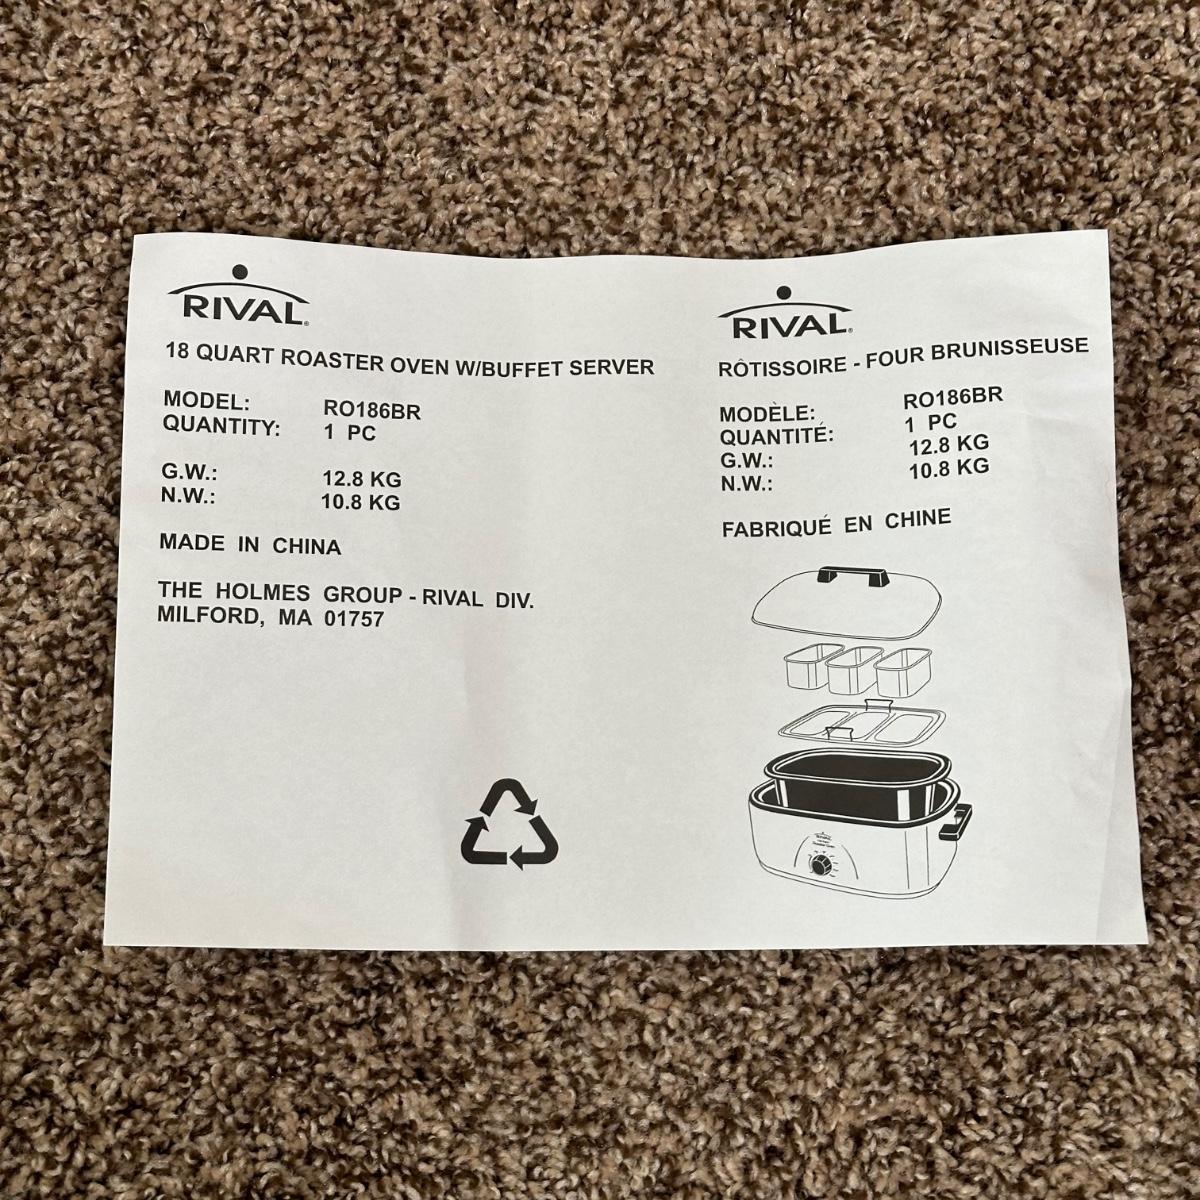 RIVAL®
18 QUART ROASTER OVEN W/BUFFET SERVER
MODEL: RO186BR
QUANTITY: 1 PC
G.W.: 12.8 KG
N.W.: 10.8 KG
MADE IN CHINA
THE HOLMES GROUP - RIVAL DIV.
MILFORD, MA 01757
RIVAL®
RÔTISSOIRE - FOUR BRUNISSEUSE
MODÈLE: RO186BR
QUANTITÉ: 1 PC
G.W.: 12.8 KG
N.W.: 10.8 KG
FABRIQUÉ EN CHINE